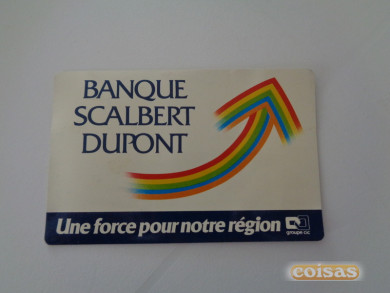 BANQUE
SCALBERT
DUPONT
Une force pour notre région
groupe cic
coisas